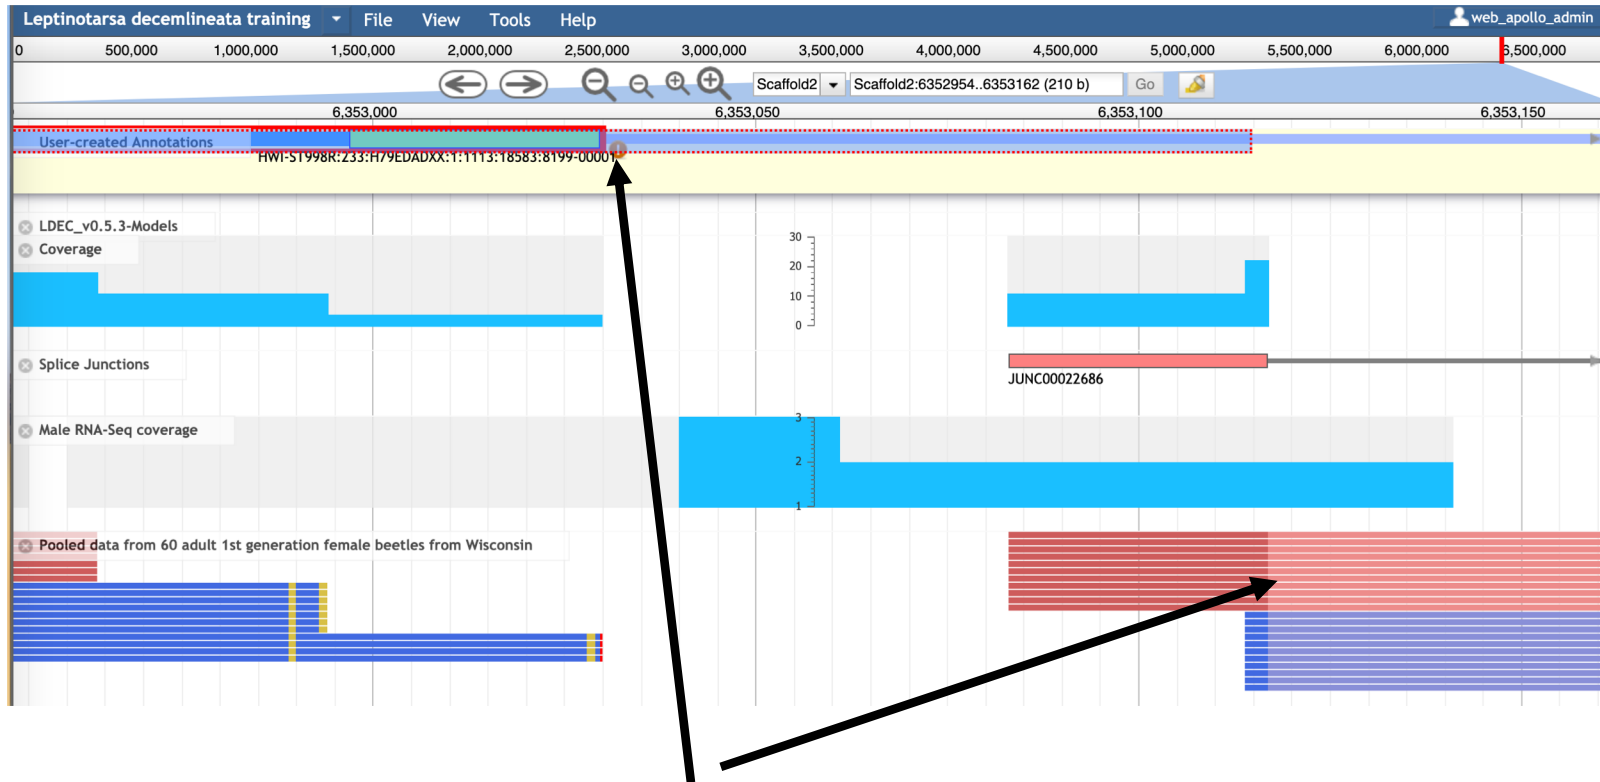 Leptinotarsa decemlineata training File View Tools Help web_apollo_admin
0 500,000 1,000,000 1,500,000 2,000,000 2,500,000 3,000,000 3,500,000 4,000,000 4,500,000 5,000,000 5,500,000 6,000,000 6,500,000
Scaffold2 Scaffold2:6352954..6353162 (210 b) Go
6,353,000 6,353,050 6,353,100 6,353,150
User-created Annotations
HWI-ST998R:233:H79EDADXX:1:1113:18583:8199-00001
LDEC_v0.5.3-Models
Coverage
30
20
10
0
Splice Junctions
JUNC00022686
Male RNA-Seq coverage
3
2
1
Pooled data from 60 adult 1st generation female beetles from Wisconsin